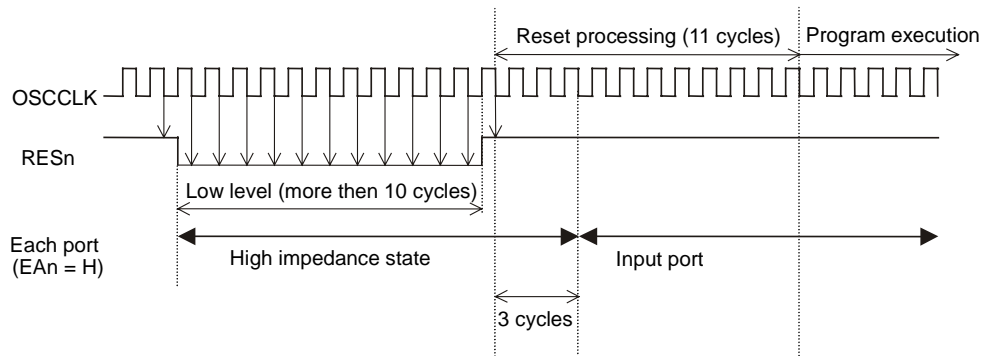 Reset processing (11 cycles) Program execution
OSCCLK
RESn
Low level (more then 10 cycles)
Each port
(EAn = H)
High impedance state
Input port
3 cycles